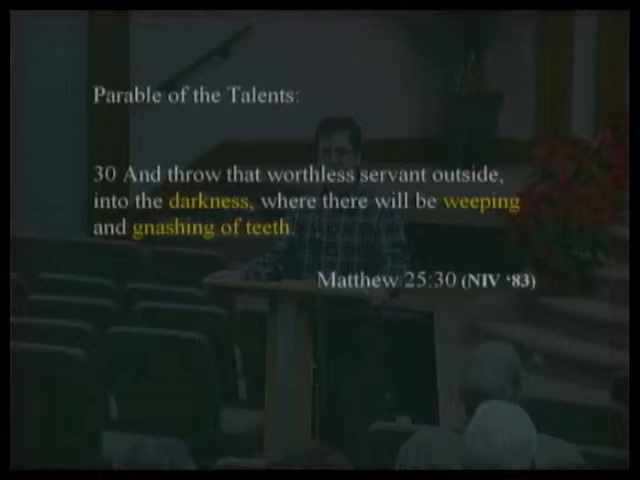 Parable of the Talents:
30 And throw that worthless servant outside,
into the darkness, where there will be weeping
and gnashing of teeth.
Matthew 25:30 (NIV ‘83)